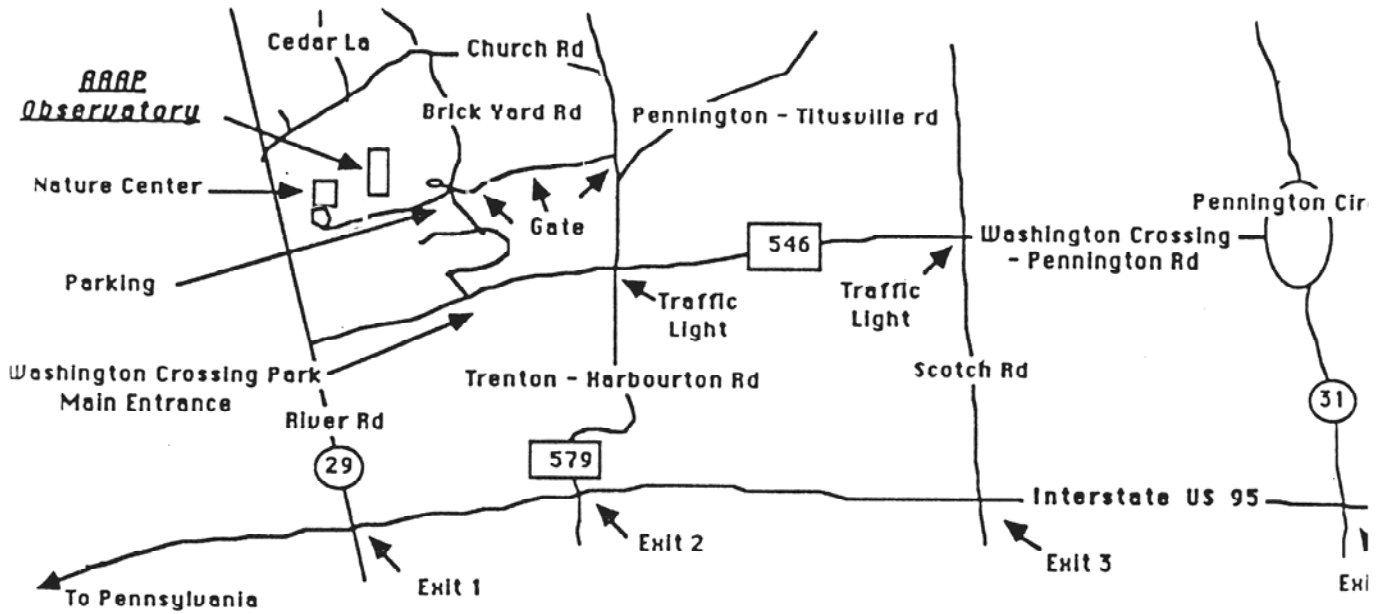 Cedar La
Church Rd
AAAP
Observatory
Brick Yard Rd
Pennington - Titusville rd
Nature Center
Gate
Pennington Cir
546
Washington Crossing
- Pennington Rd
Parking
Traffic
Light
Traffic
Light
Washington Crossing Park
Main Entrance
Trenton - Harbourton Rd
Scotch Rd
River Rd
31
29
579
Interstate US 95
Exit 2
Exit 3
Exit 1
Exi
To Pennsylvania